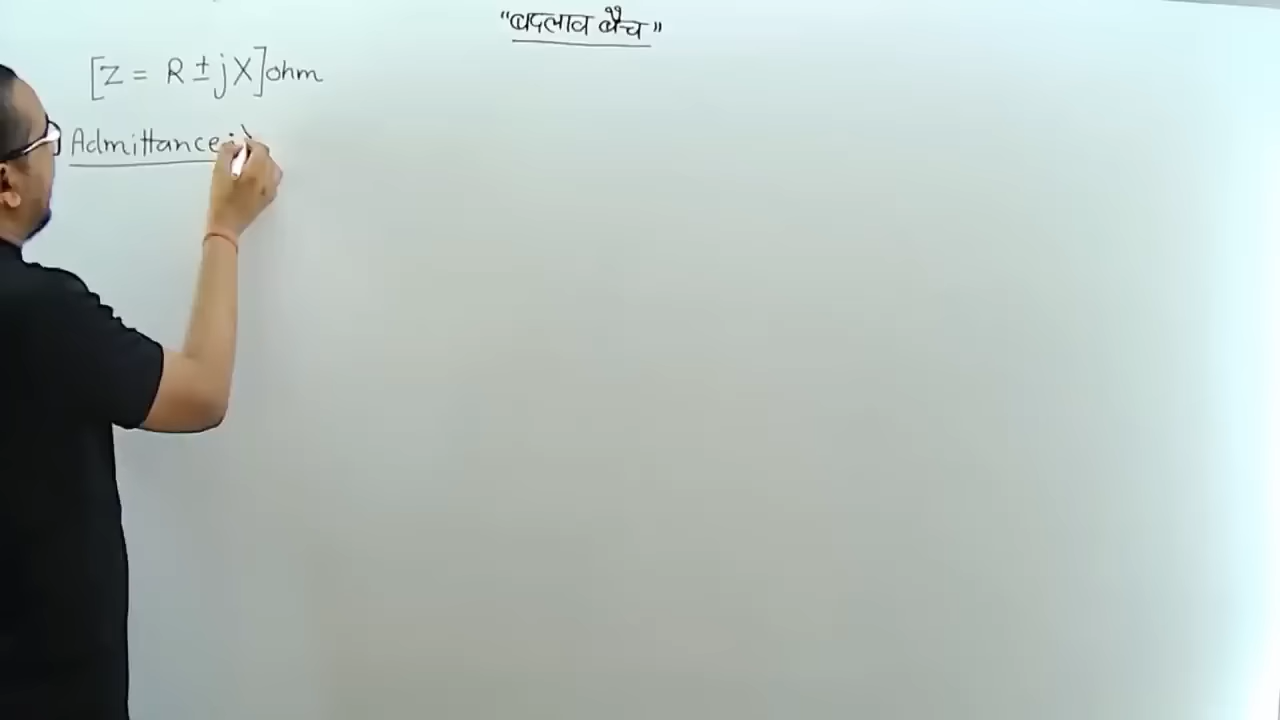 "बदलाव बैच"
[Z = R ± jX] ohm
Admittance :)